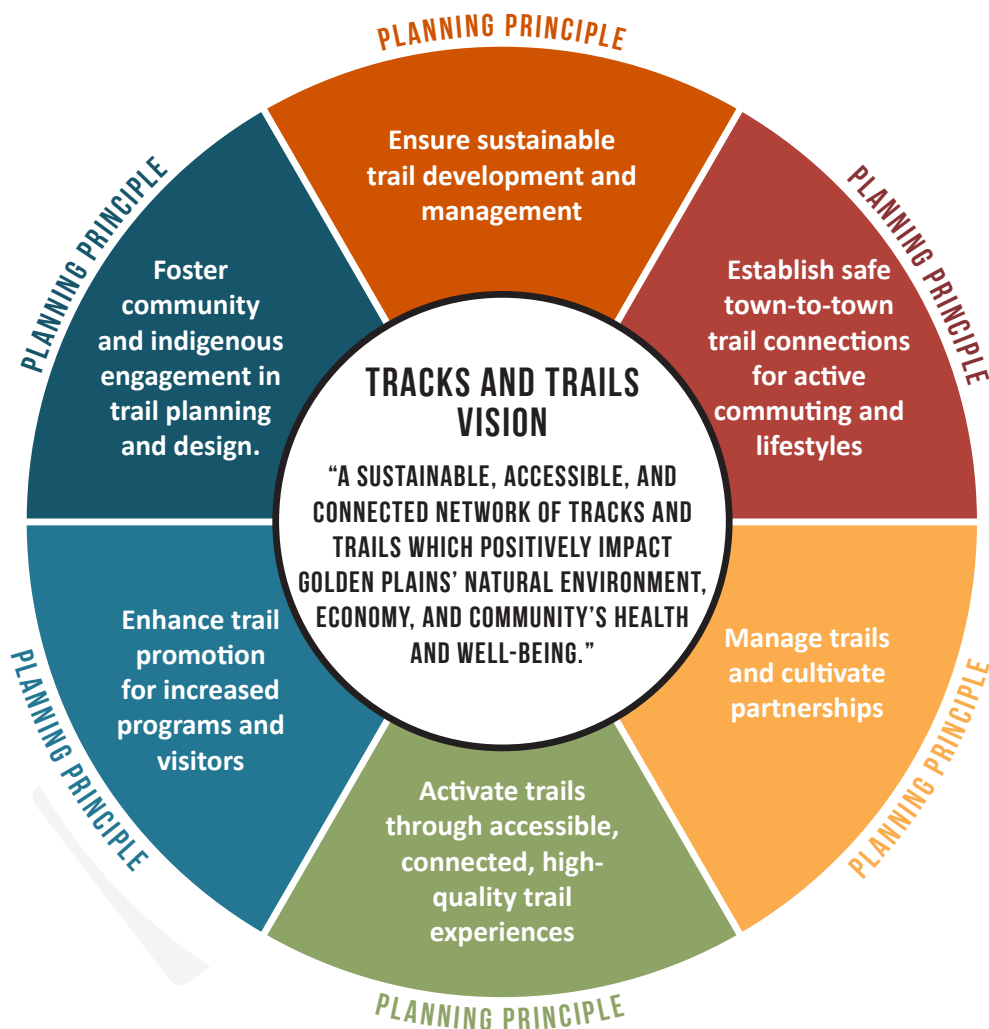 PLANNING PRINCIPLE
Ensure sustainable
trail development and
management
PLANNING PRINCIPLE
Establish safe
town-to-town
trail connections
for active
commuting and
lifestyles
PLANNING PRINCIPLE
Manage trails
and cultivate
partnerships
PLANNING PRINCIPLE
Activate trails
through accessible,
connected, high-
quality trail
experiences
PLANNING PRINCIPLE
Enhance trail
promotion
for increased
programs and
visitors
PLANNING PRINCIPLE
Foster
community
and indigenous
engagement in
trail planning
and design.
TRACKS AND TRAILS
VISION
“A SUSTAINABLE, ACCESSIBLE, AND
CONNECTED NETWORK OF TRACKS AND
TRAILS WHICH POSITIVELY IMPACT
GOLDEN PLAINS’ NATURAL ENVIRONMENT,
ECONOMY, AND COMMUNITY’S HEALTH
AND WELL-BEING.”